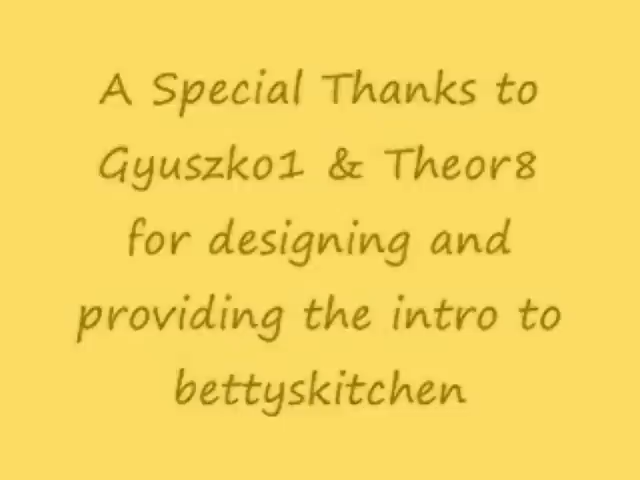 A Special Thanks to
Gyuszko1 & Theor8
for designing and
providing the intro to
bettyskitchen